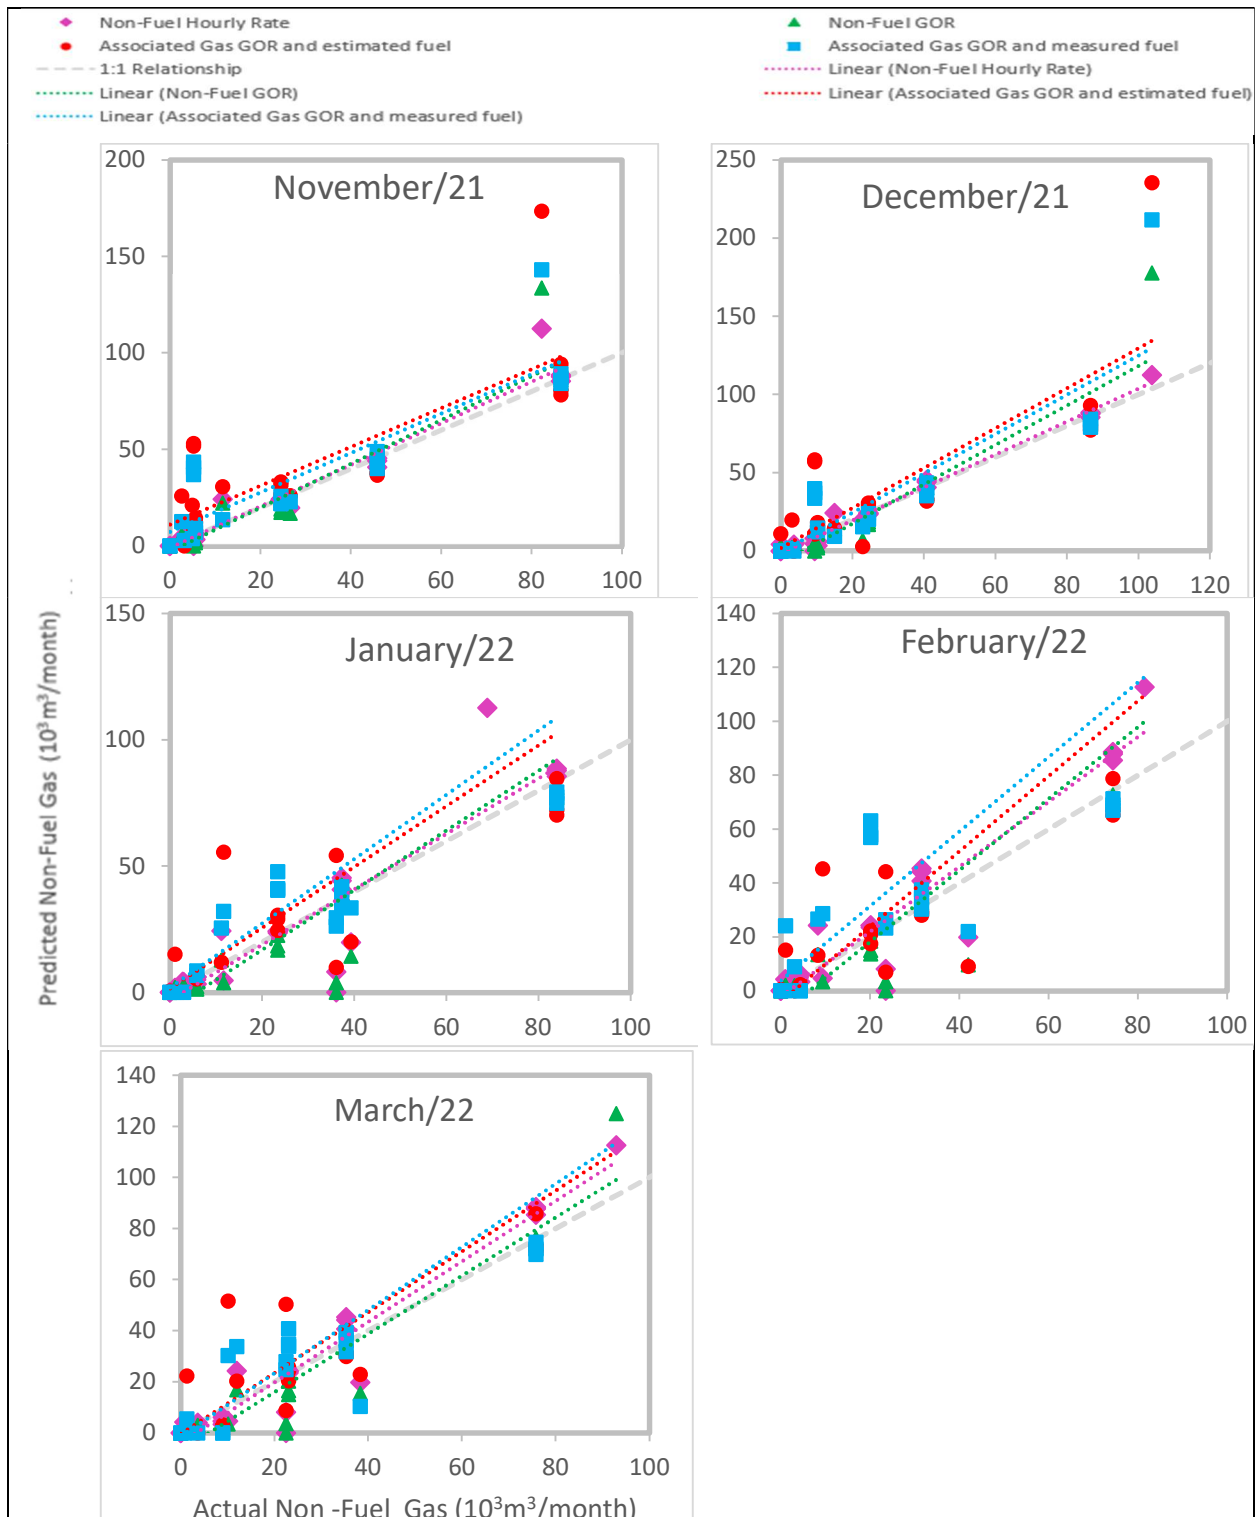 Non-Fuel Hourly Rate
Non-Fuel GOR
Associated Gas GOR and estimated fuel
Associated Gas GOR and measured fuel
1:1 Relationship
Linear (Non-Fuel Hourly Rate)
Linear (Non-Fuel GOR)
Linear (Associated Gas GOR and estimated fuel)
Linear (Associated Gas GOR and measured fuel)
Predicted Non-Fuel Gas (10³m³/month)
November/21
200
150
100
50
0
0 20 40 60 80 100
December/21
250
200
150
100
50
0
0 20 40 60 80 100 120
January/22
150
100
50
0
0 20 40 60 80 100
February/22
140
120
100
80
60
40
20
0
0 20 40 60 80 100
March/22
140
120
100
80
60
40
20
0
0 20 40 60 80 100
Actual Non -Fuel Gas (10³m³/month)